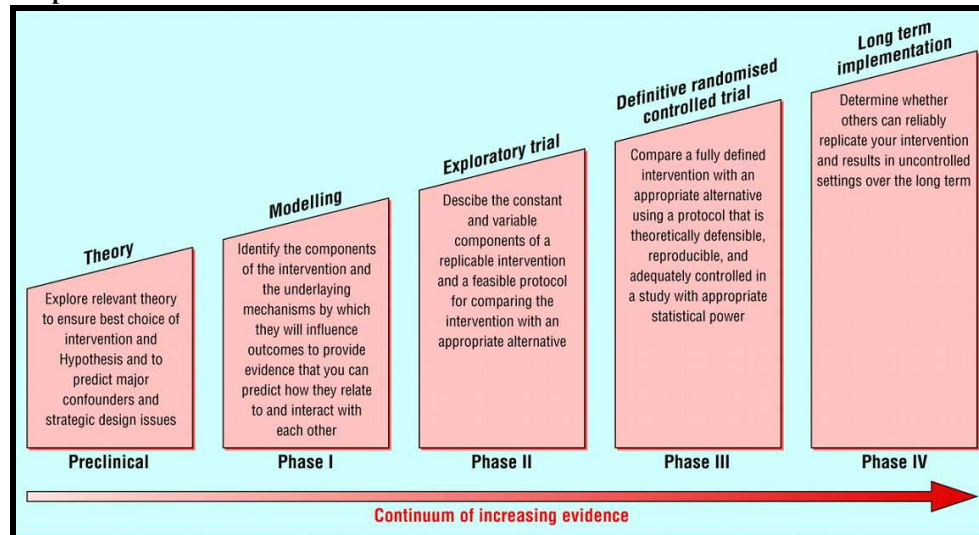 Theory
Explore relevant theory
to ensure best choice of
intervention and
Hypothesis and to
predict major
confounders and
strategic design issues
Preclinical
Modelling
Identify the components
of the intervention and
the underlaying
mechanisms by which
they will influence
outcomes to provide
evidence that you can
predict how they relate
to and interact with
each other
Phase I
Exploratory trial
Descibe the constant
and variable
components of a
replicable intervention
and a feasible protocol
for comparing the
intervention with an
appropriate alternative
Phase II
Definitive randomised
controlled trial
Compare a fully defined
intervention with an
appropriate alternative
using a protocol that is
theoretically defensible,
reproducible, and
adequately controlled in
a study with appropriate
statistical power
Phase III
Long term
implementation
Determine whether
others can reliably
replicate your intervention
and results in uncontrolled
settings over the long term
Phase IV
Continuum of increasing evidence